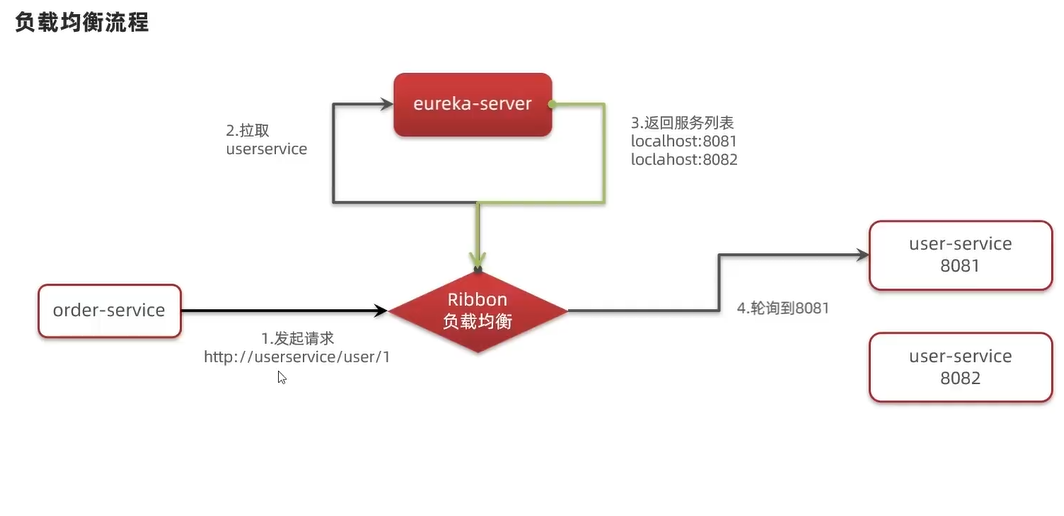 负载均衡流程
eureka-server
2.拉取
userservice
3.返回服务列表
localhost:8081
loclahost:8082
user-service
8081
order-service
Ribbon
负载均衡
4.轮询到8081
1.发起请求
http://userservice/user/1
user-service
8082